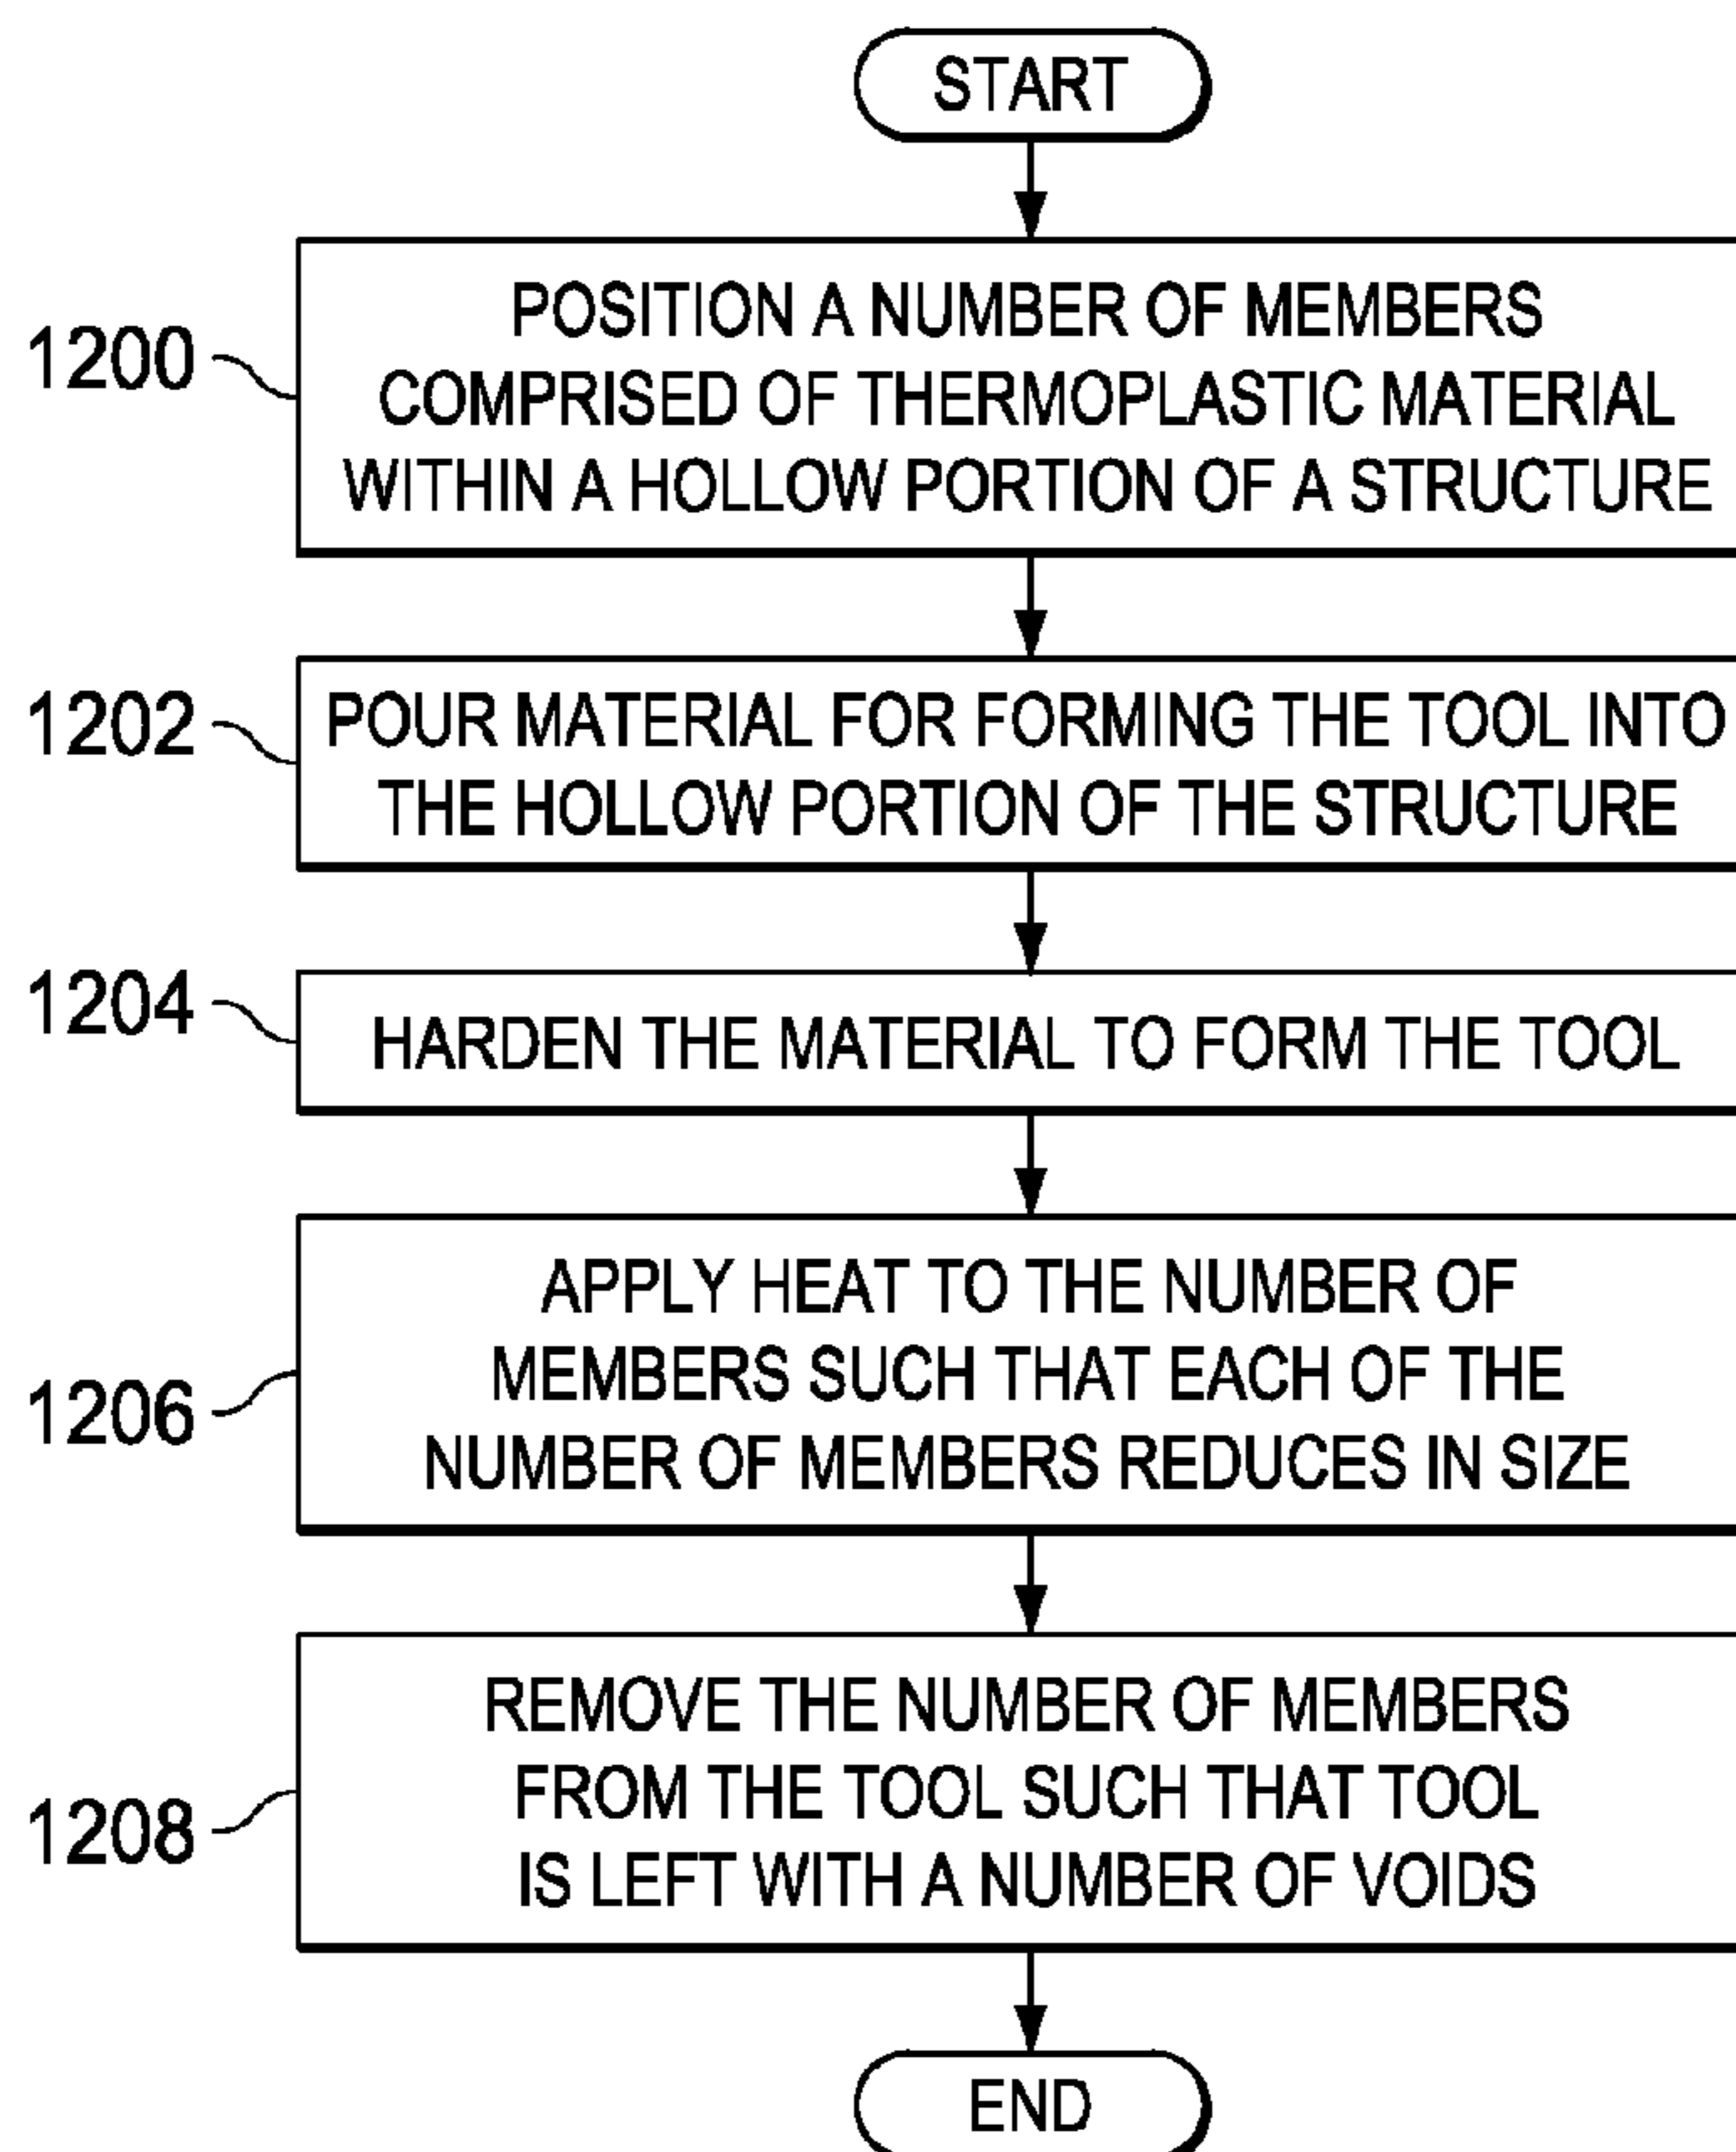 START
1200
POSITION A NUMBER OF MEMBERS
COMPRISED OF THERMOPLASTIC MATERIAL
WITHIN A HOLLOW PORTION OF A STRUCTURE
1202
POUR MATERIAL FOR FORMING THE TOOL INTO
THE HOLLOW PORTION OF THE STRUCTURE
1204
HARDEN THE MATERIAL TO FORM THE TOOL
1206
APPLY HEAT TO THE NUMBER OF
MEMBERS SUCH THAT EACH OF THE
NUMBER OF MEMBERS REDUCES IN SIZE
1208
REMOVE THE NUMBER OF MEMBERS
FROM THE TOOL SUCH THAT TOOL
IS LEFT WITH A NUMBER OF VOIDS
END